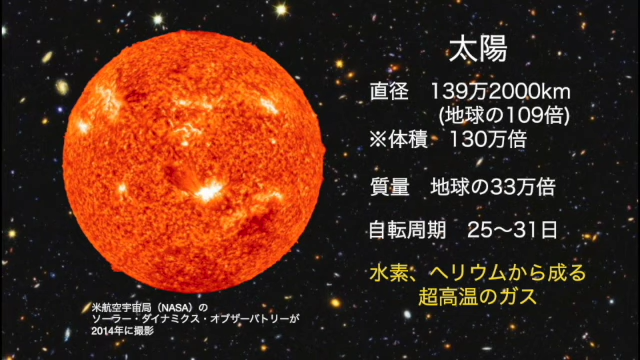 太陽
直径 139万2000km
(地球の109倍)
※体積 130万倍
質量 地球の33万倍
自転周期 25〜31日
水素、ヘリウムから成る
超高温のガス
米航空宇宙局（NASA）の
ソーラー・ダイナミクス・オブザーバトリーが
2014年に撮影